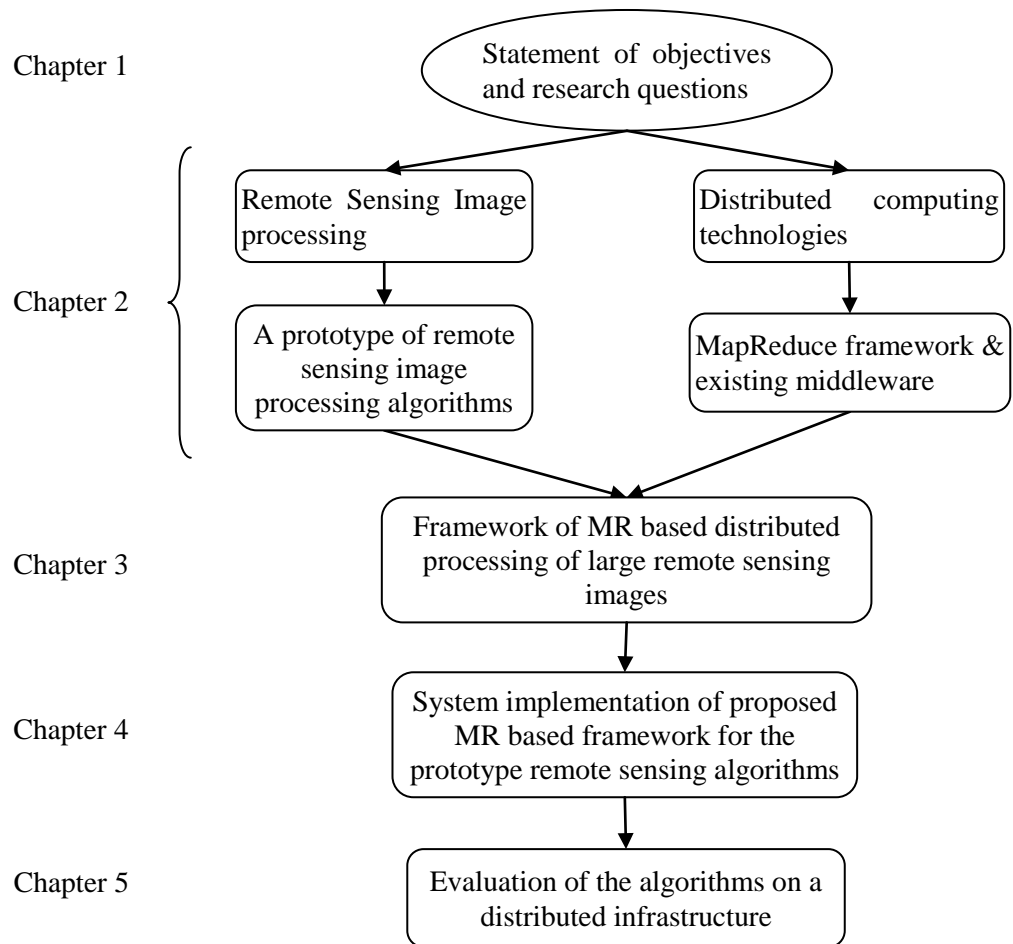 Chapter 1
Statement of objectives
and research questions
Remote Sensing Image
processing
Distributed computing
technologies
Chapter 2
A prototype of remote
sensing image
processing algorithms
MapReduce framework &
existing middleware
Chapter 3
Framework of MR based distributed
processing of large remote sensing
images
Chapter 4
System implementation of proposed
MR based framework for the
prototype remote sensing algorithms
Chapter 5
Evaluation of the algorithms on a
distributed infrastructure